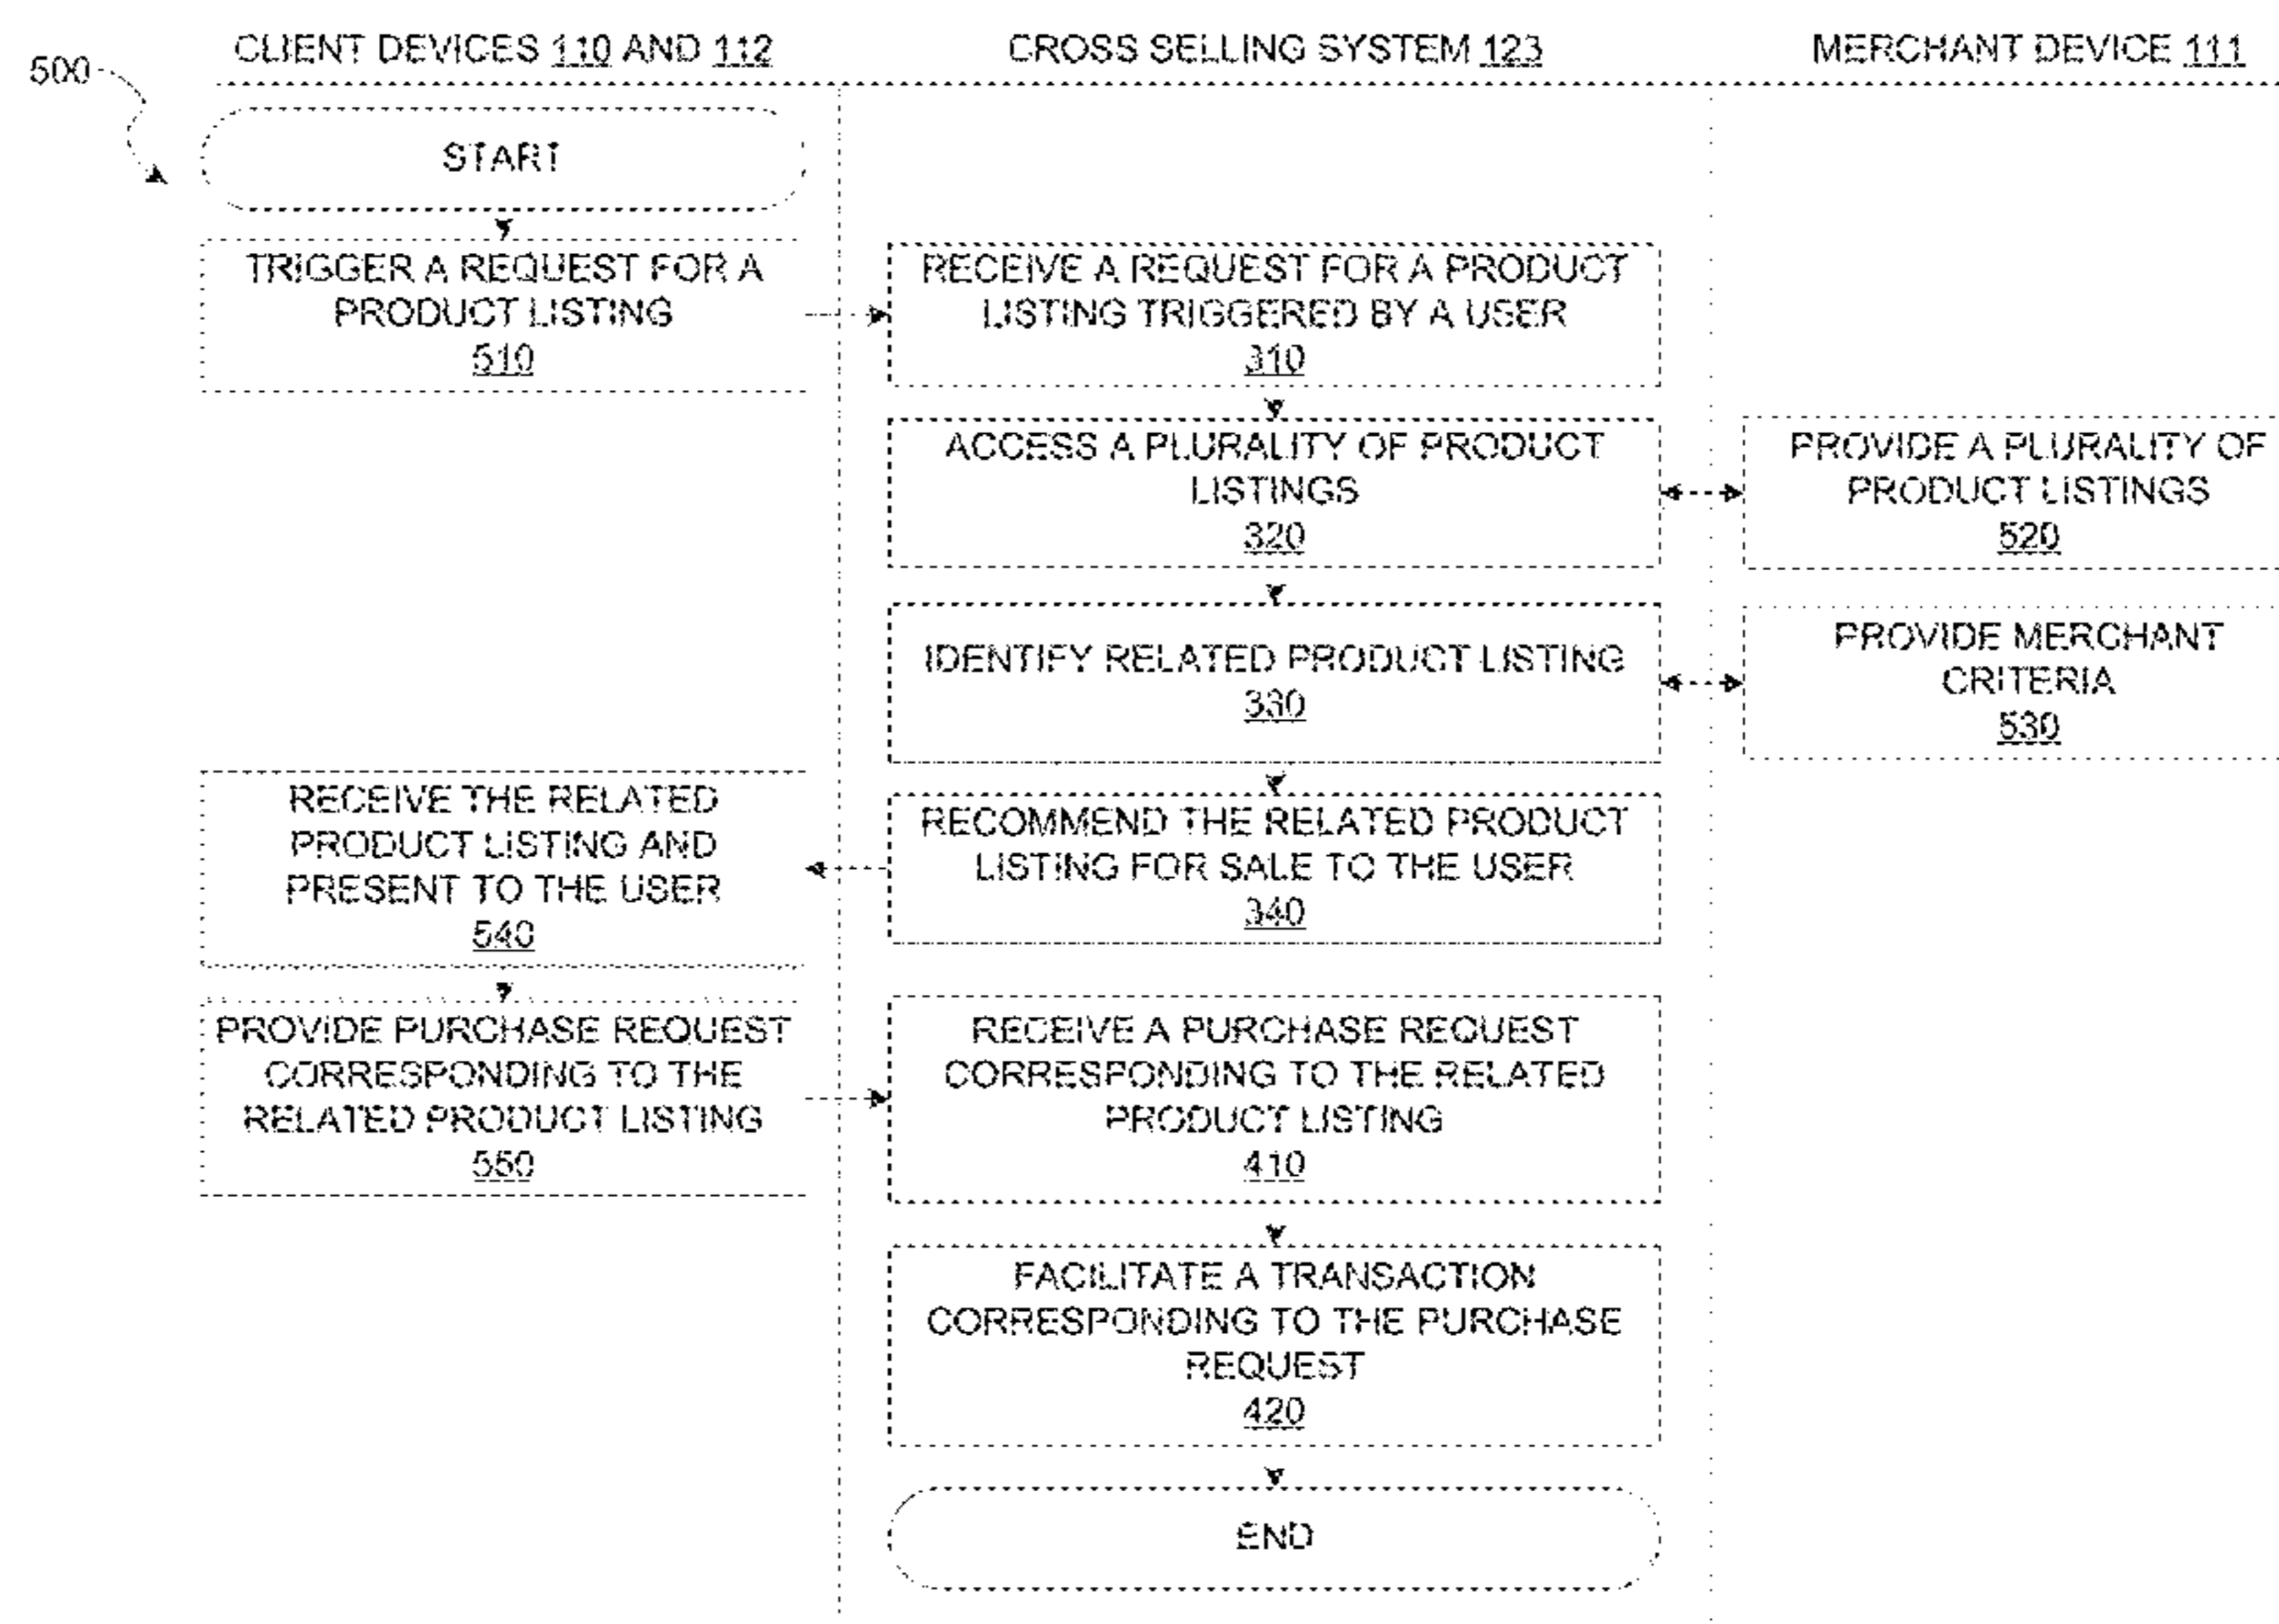 CLIENT DEVICES 110 AND 112
CROSS SELLING SYSTEM 123
MERCHANT DEVICE 111
500
START
TRIGGER A REQUEST FOR A
PRODUCT LISTING
510
RECEIVE A REQUEST FOR A PRODUCT
LISTING TRIGGERED BY A USER
310
ACCESS A PLURALITY OF PRODUCT
LISTINGS
320
PROVIDE A PLURALITY OF
PRODUCT LISTINGS
520
IDENTIFY RELATED PRODUCT LISTING
330
PROVIDE MERCHANT
CRITERIA
530
RECOMMEND THE RELATED PRODUCT
LISTING FOR SALE TO THE USER
340
RECEIVE THE RELATED
PRODUCT LISTING AND
PRESENT TO THE USER
540
PROVIDE PURCHASE REQUEST
CORRESPONDING TO THE
RELATED PRODUCT LISTING
550
RECEIVE A PURCHASE REQUEST
CORRESPONDING TO THE RELATED
PRODUCT LISTING
410
FACILITATE A TRANSACTION
CORRESPONDING TO THE PURCHASE
REQUEST
420
END